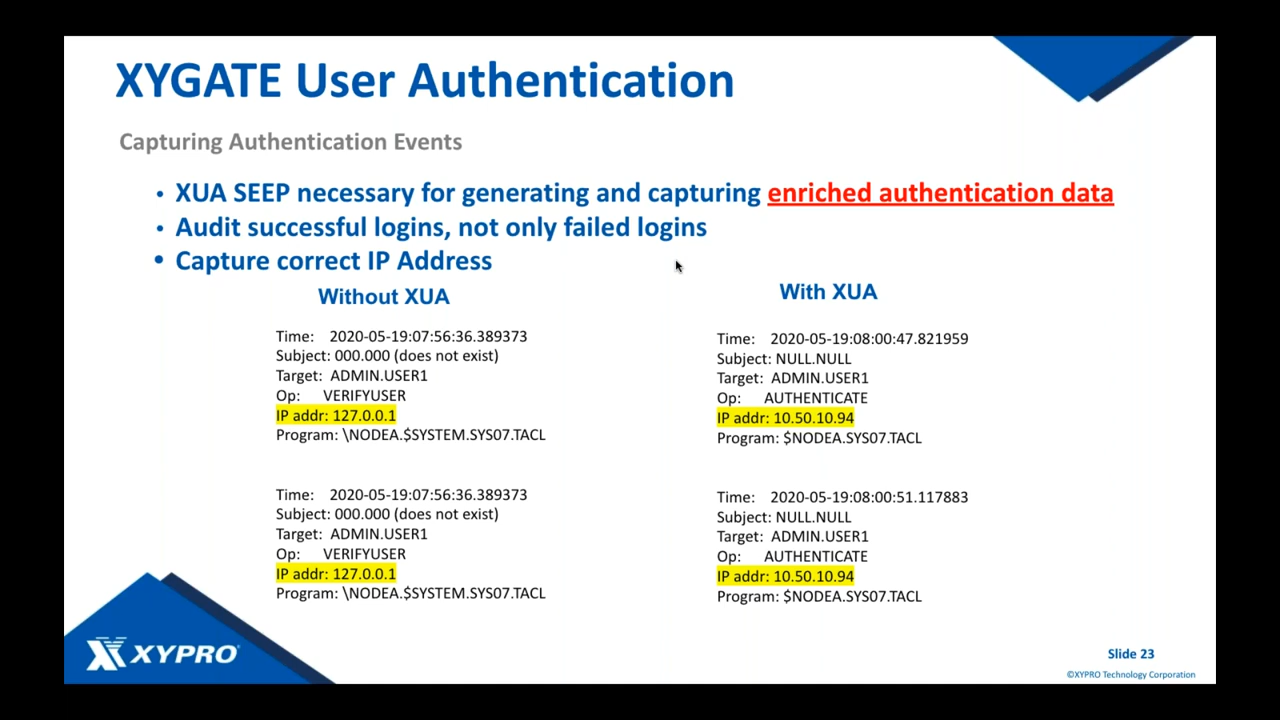 XYGATE User Authentication
Capturing Authentication Events
• XUA SEEP necessary for generating and capturing enriched authentication data
• Audit successful logins, not only failed logins
• Capture correct IP Address
Without XUA
Time: 2020-05-19:07:56:36.389373
Subject: 000.000 (does not exist)
Target: ADMIN.USER1
Op: VERIFYUSER
IP addr: 127.0.0.1
Program: \NODEA.$SYSTEM.SYS07.TACL
Time: 2020-05-19:07:56:36.389373
Subject: 000.000 (does not exist)
Target: ADMIN.USER1
Op: VERIFYUSER
IP addr: 127.0.0.1
Program: \NODEA.$SYSTEM.SYS07.TACL
With XUA
Time: 2020-05-19:08:00:47.821959
Subject: NULL.NULL
Target: ADMIN.USER1
Op: AUTHENTICATE
IP addr: 10.50.10.94
Program: $NODEA.SYS07.TACL
Time: 2020-05-19:08:00:51.117883
Subject: NULL.NULL
Target: ADMIN.USER1
Op: AUTHENTICATE
IP addr: 10.50.10.94
Program: $NODEA.SYS07.TACL
XYPRO
Slide 23
©XYPRO Technology Corporation